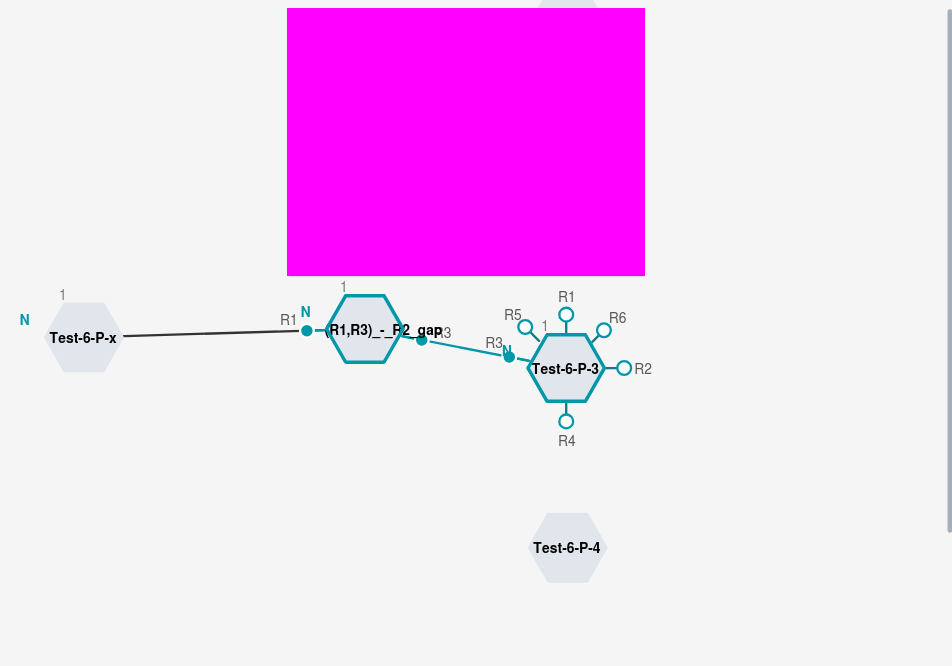 1
N
Test-6-P-x
R1
N
1
(R1,R3)_-_R2_gap
R3
R3
N
R5
1
R1
R6
Test-6-P-3
R2
R4
Test-6-P-4